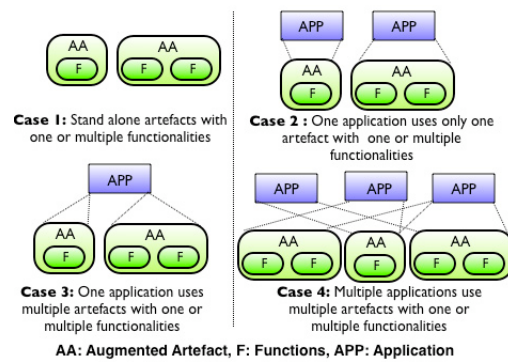 AA
F
AA
F F
Case 1: Stand alone artefacts with
one or multiple functionalities
APP APP
AA
F
AA
F F
Case 2 : One application uses only one
artefact with one or multiple
functionalities
APP
AA
F
AA
F F
Case 3: One application uses
multiple artefacts with one or
multiple functionalities
APP APP APP
AA
F F
AA
F
AA
F F
Case 4: Multiple applications use
multiple artefacts with one or
multiple functionalities
AA: Augmented Artefact, F: Functions, APP: Application